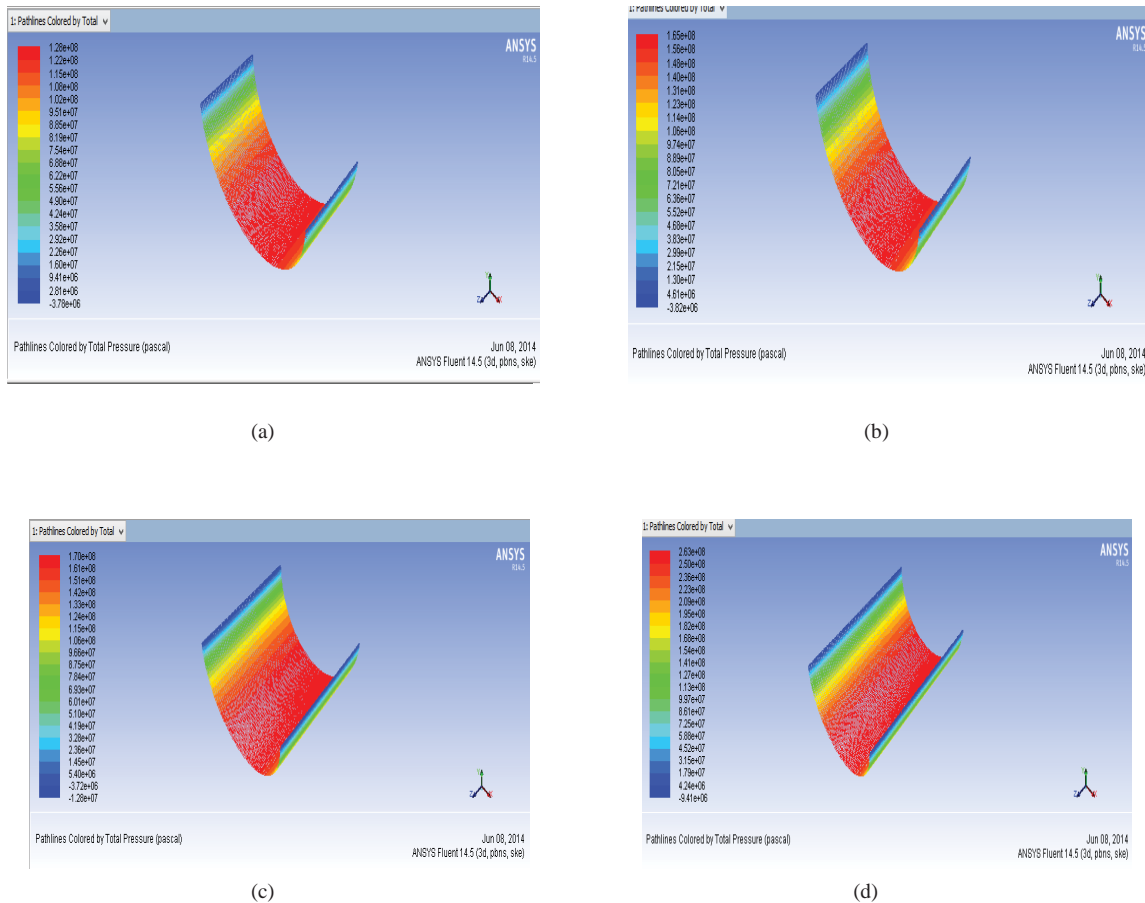 1: Pathlines Colored by Total
ANSYS
R14.5
1.28e+08
1.22e+08
1.15e+08
1.08e+08
1.02e+08
9.51e+07
8.85e+07
8.19e+07
7.54e+07
6.88e+07
6.22e+07
5.56e+07
4.90e+07
4.24e+07
3.58e+07
2.92e+07
2.26e+07
1.60e+07
9.41e+06
2.81e+06
-3.78e+06
Y
Z
X
Pathlines Colored by Total Pressure (pascal)
Jun 08, 2014
ANSYS Fluent 14.5 (3d, pbns, ske)
(a)
1: Pathlines Colored by Total
ANSYS
R14.5
1.65e+08
1.56e+08
1.48e+08
1.40e+08
1.31e+08
1.23e+08
1.14e+08
1.06e+08
9.74e+07
8.89e+07
8.05e+07
7.21e+07
6.36e+07
5.52e+07
4.68e+07
3.83e+07
2.99e+07
2.15e+07
1.30e+07
4.61e+06
-3.82e+06
Y
Z
X
Pathlines Colored by Total Pressure (pascal)
Jun 08, 2014
ANSYS Fluent 14.5 (3d, pbns, ske)
(b)
1: Pathlines Colored by Total
ANSYS
R14.5
1.70e+08
1.61e+08
1.51e+08
1.42e+08
1.33e+08
1.24e+08
1.15e+08
1.06e+08
9.66e+07
8.75e+07
7.84e+07
6.93e+07
6.01e+07
5.10e+07
4.19e+07
3.28e+07
2.36e+07
1.45e+07
5.40e+06
-3.72e+06
-1.28e+07
Y
Z
X
Pathlines Colored by Total Pressure (pascal)
Jun 08, 2014
ANSYS Fluent 14.5 (3d, pbns, ske)
(c)
1: Pathlines Colored by Total
ANSYS
R14.5
2.63e+08
2.50e+08
2.36e+08
2.23e+08
2.09e+08
1.95e+08
1.82e+08
1.68e+08
1.54e+08
1.41e+08
1.27e+08
1.13e+08
9.97e+07
8.61e+07
7.25e+07
5.88e+07
4.52e+07
3.15e+07
1.79e+07
4.24e+06
-9.41e+06
Y
Z
X
Pathlines Colored by Total Pressure (pascal)
Jun 08, 2014
ANSYS Fluent 14.5 (3d, pbns, ske)
(d)